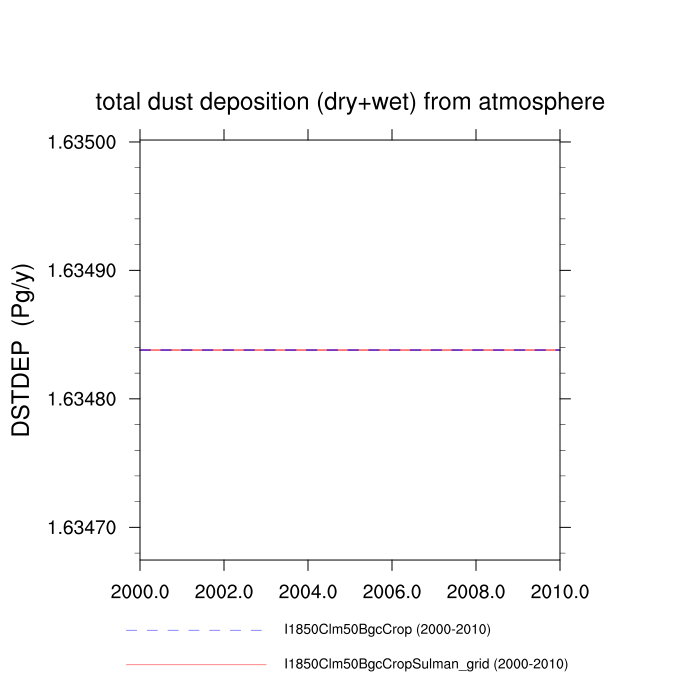 total dust deposition (dry+wet) from atmosphere
1.63500
1.63490
1.63480
1.63470
DSTDEP (Pg/y)
2000.0 2002.0 2004.0 2006.0 2008.0 2010.0
I1850Clm50BgcCrop (2000-2010)
I1850Clm50BgcCropSulman_grid (2000-2010)